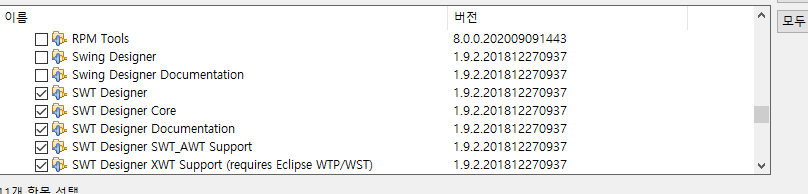 이름 버전
모두
RPM Tools 8.0.0.202009091443
Swing Designer 1.9.2.201812270937
Swing Designer Documentation 1.9.2.201812270937
SWT Designer 1.9.2.201812270937
SWT Designer Core 1.9.2.201812270937
SWT Designer Documentation 1.9.2.201812270937
SWT Designer SWT_AWT Support 1.9.2.201812270937
SWT Designer XWT Support (requires Eclipse WTP/WST) 1.9.2.201812270937
11개 항목 선택